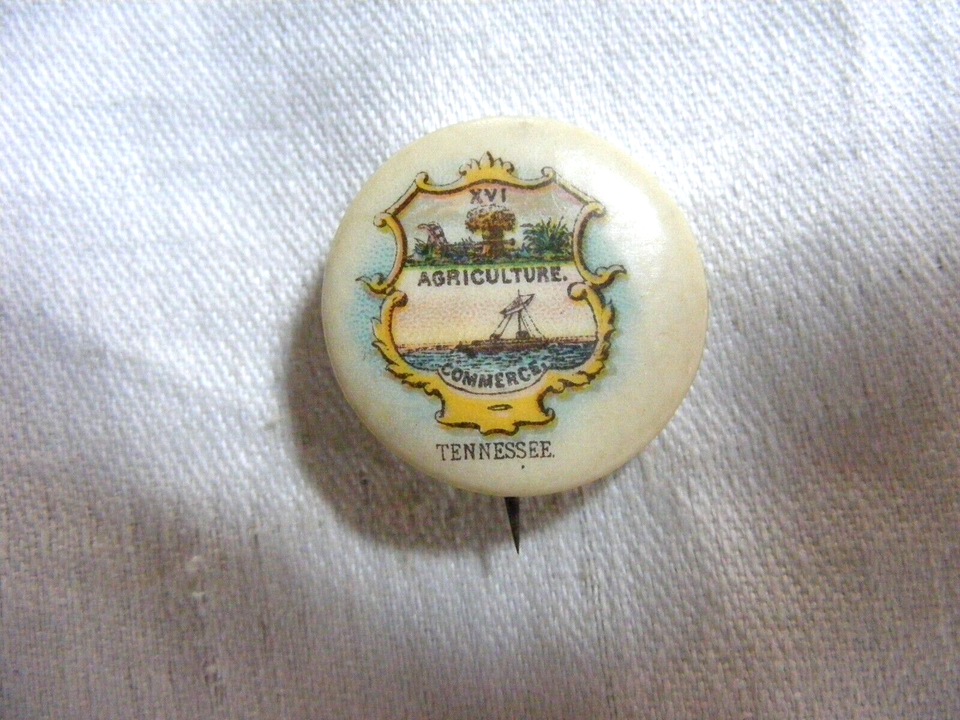 XVI
AGRICULTURE.
COMMERCE.
TENNESSEE.